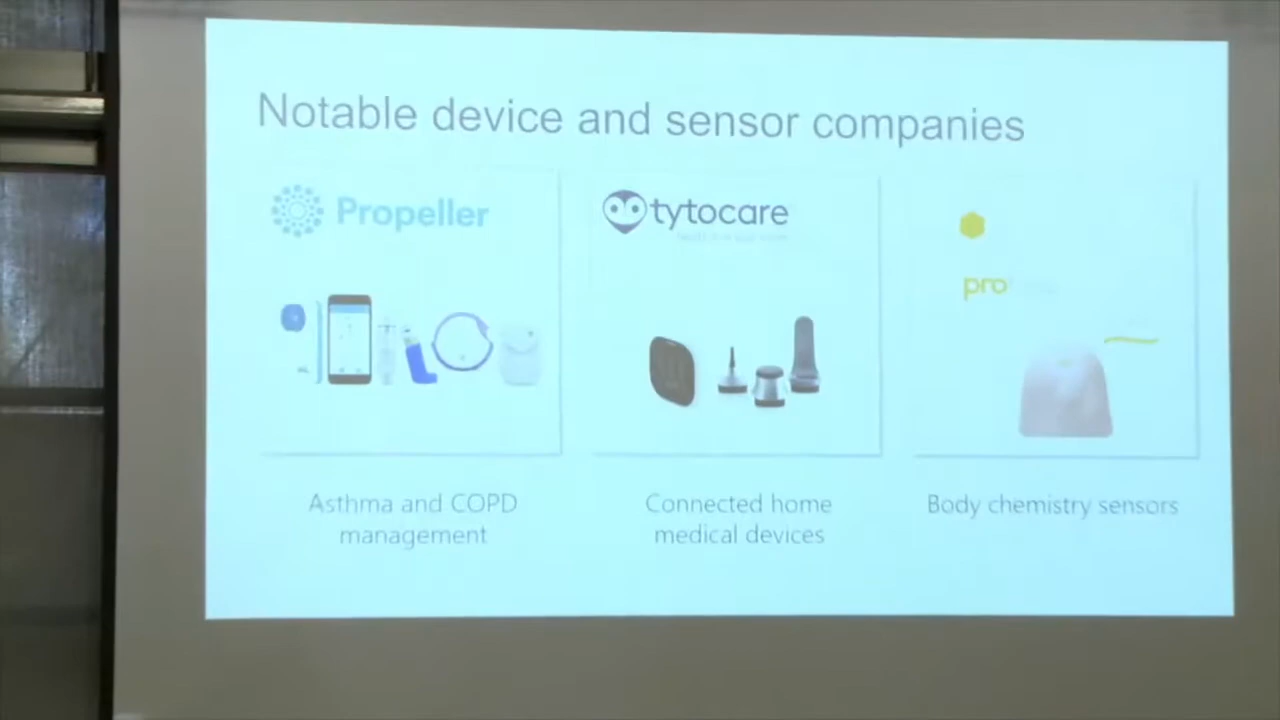 Notable device and sensor companies
Propeller
tytocare
pro
Asthma and COPD
management
Connected home
medical devices
Body chemistry sensors